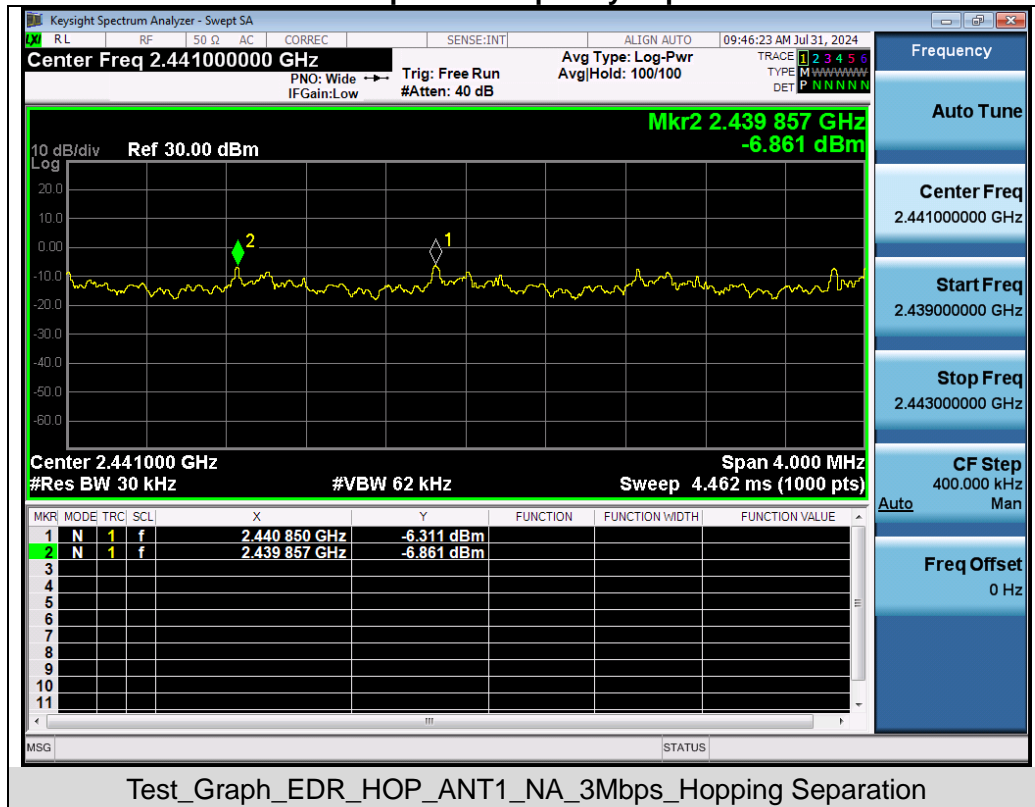 Keysight Spectrum Analyzer - Swept SA
LXI RL RF 50 Ω AC CORREC SENSE:INT ALIGN AUTO 09:46:23 AM Jul 31, 2024
Center Freq 2.441000000 GHz
PNO: Wide
IFGain:Low
Trig: Free Run
#Atten: 40 dB
Avg Type: Log-Pwr
Avg|Hold: 100/100
TRACE 1 2 3 4 5 6
TYPE M WWWWW
DET P N N N N N
Mkr2 2.439 857 GHz
-6.861 dBm
10 dB/div Ref 30.00 dBm
Log
20.0
10.0
0.00
-10.0
-20.0
-30.0
-40.0
-50.0
-60.0
2
1
Center 2.441000 GHz Span 4.000 MHz
#Res BW 30 kHz #VBW 62 kHz Sweep 4.462 ms (1000 pts)
MKR MODE TRC SCL X Y FUNCTION FUNCTION WIDTH FUNCTION VALUE
1 N 1 f 2.440 850 GHz -6.311 dBm
2 N 1 f 2.439 857 GHz -6.861 dBm
3
4
5
6
7
8
9
10
11
MSG STATUS
Frequency
Auto Tune
Center Freq
2.441000000 GHz
Start Freq
2.439000000 GHz
Stop Freq
2.443000000 GHz
CF Step
400.000 kHz
Auto Man
Freq Offset
0 Hz
Test_Graph_EDR_HOP_ANT1_NA_3Mbps_Hopping Separation